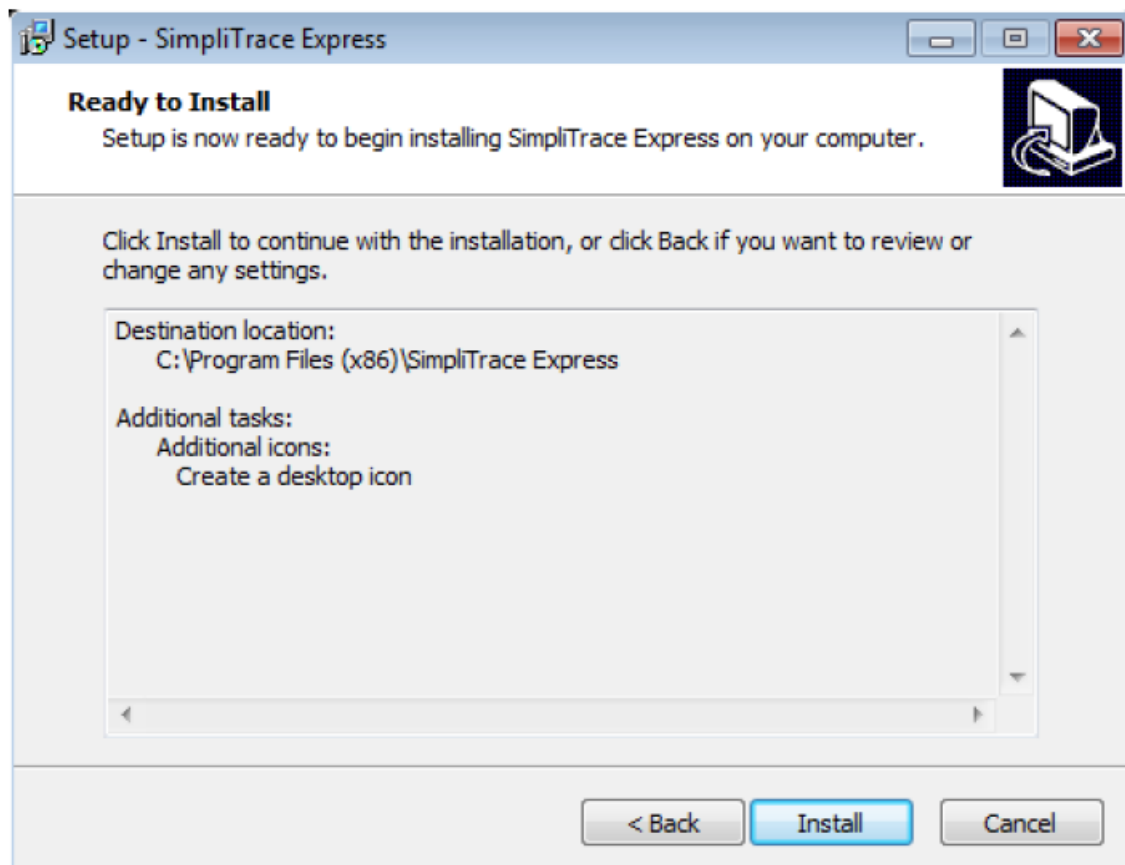 Setup - SimpliTrace Express
Ready to Install
Setup is now ready to begin installing SimpliTrace Express on your computer.
Click Install to continue with the installation, or click Back if you want to review or
change any settings.
Destination location:
C:\Program Files (x86)\SimpliTrace Express
Additional tasks:
Additional icons:
Create a desktop icon
< Back
Install
Cancel